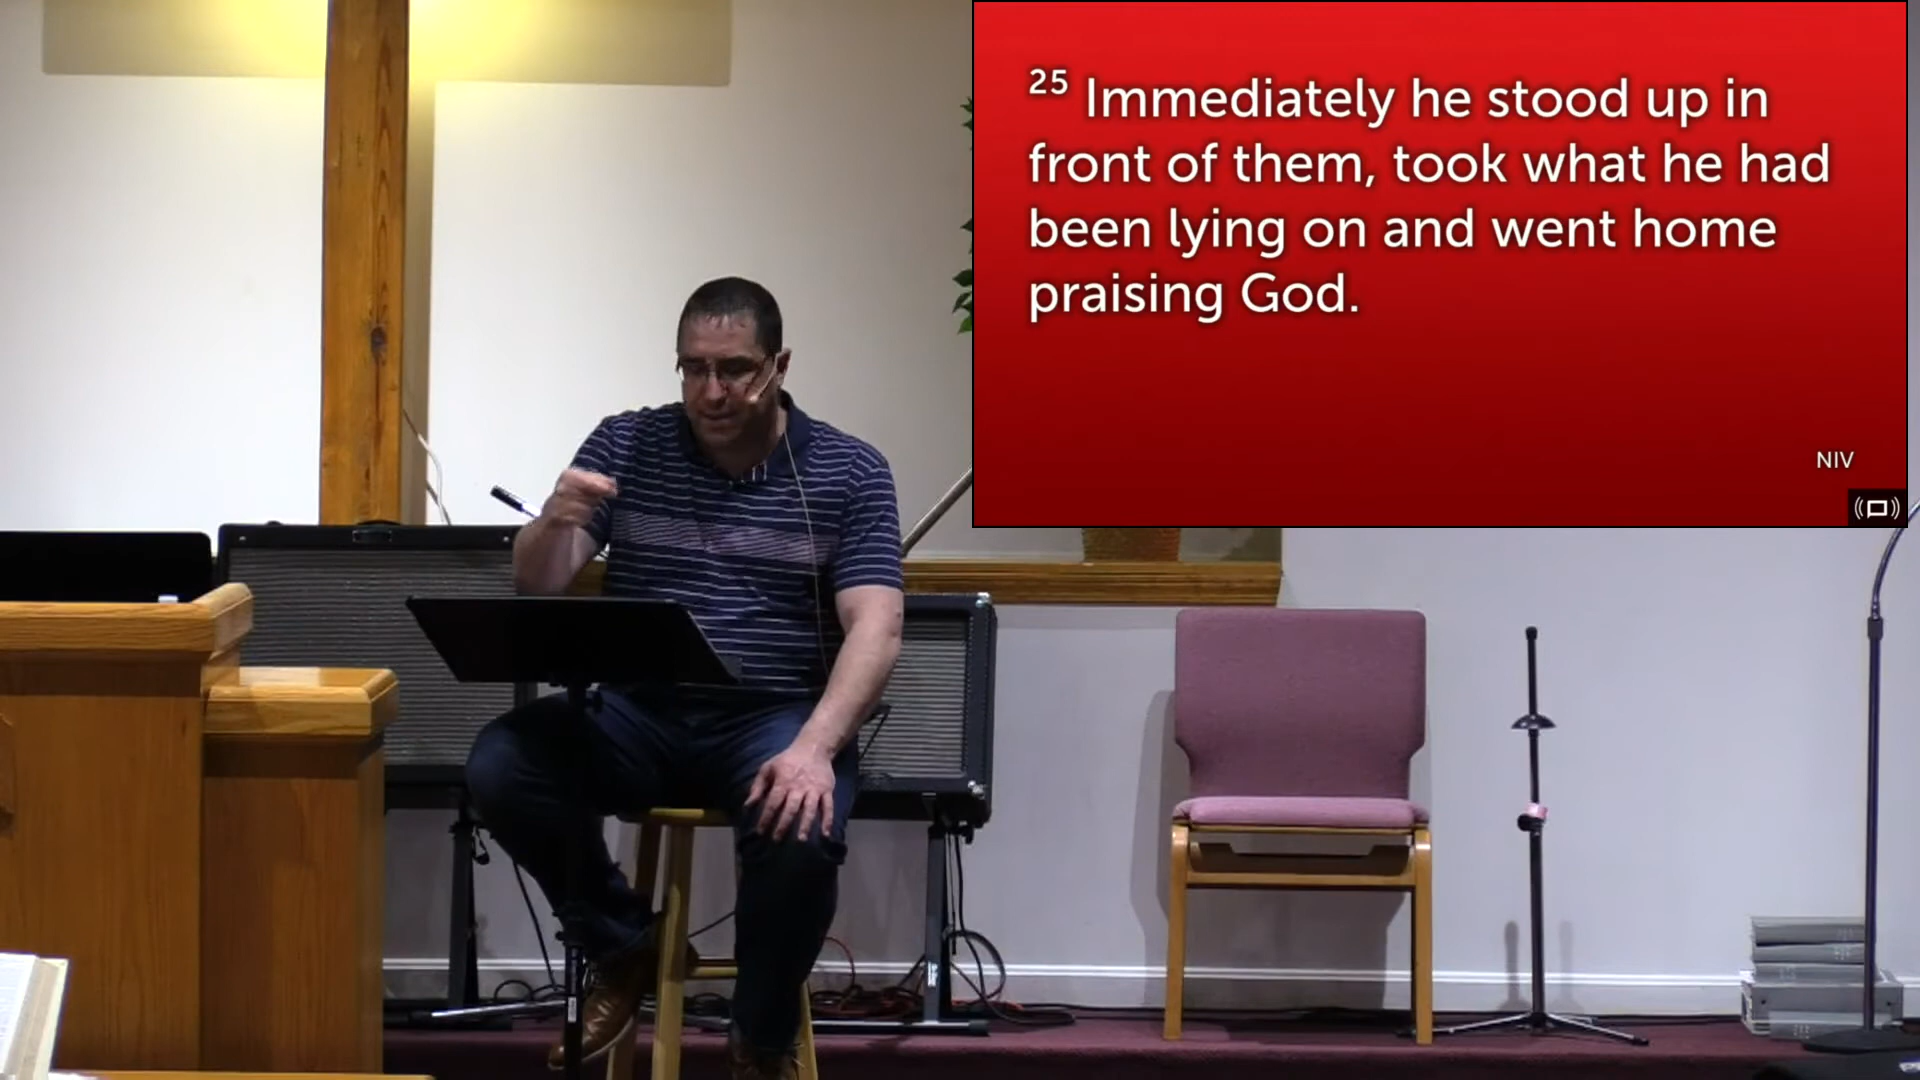 25 Immediately he stood up in
front of them, took what he had
been lying on and went home
praising God.
NIV